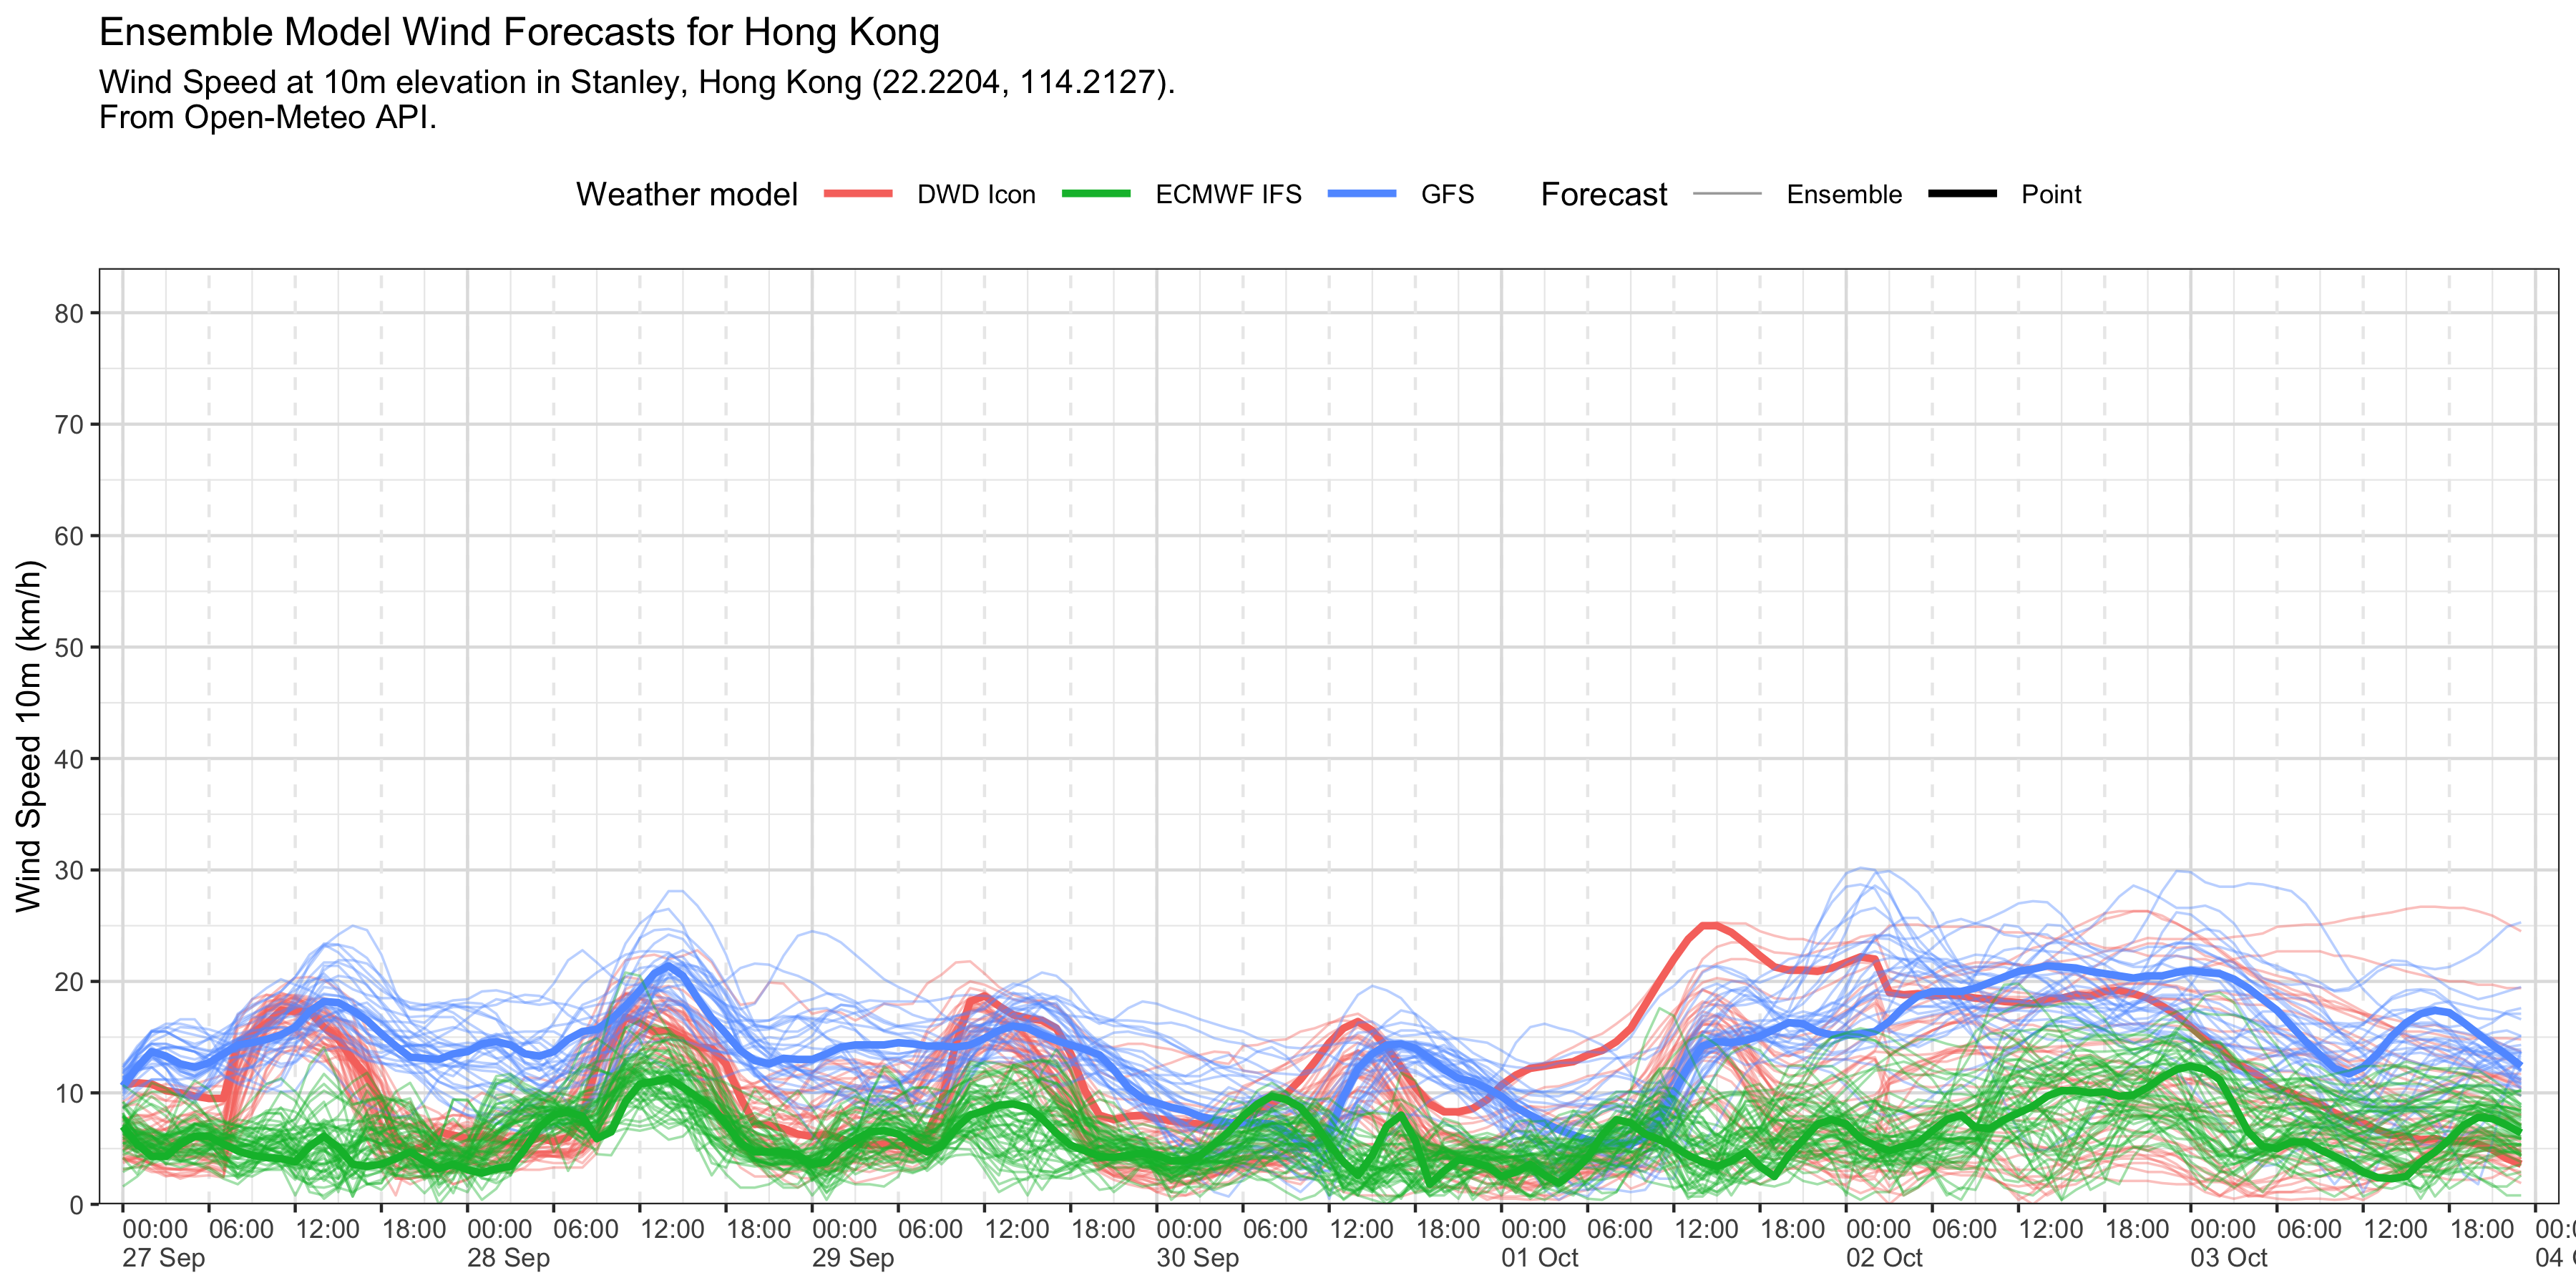 Ensemble Model Wind Forecasts for Hong Kong
Wind Speed at 10m elevation in Stanley, Hong Kong (22.2204, 114.2127).
From Open-Meteo API.
Weather model DWD Icon ECMWF IFS GFS Forecast Ensemble Point
Wind Speed 10m (km/h)
80
70
60
50
40
30
20
10
0
00:00 06:00 12:00 18:00 00:00 06:00 12:00 18:00 00:00 06:00 12:00 18:00 00:00 06:00 12:00 18:00 00:00 06:00 12:00 18:00 00:00 06:00 12:00 18:00 00:00 06:00 12:00 18:00 00:
27 Sep 28 Sep 29 Sep 30 Sep 01 Oct 02 Oct 03 Oct 04